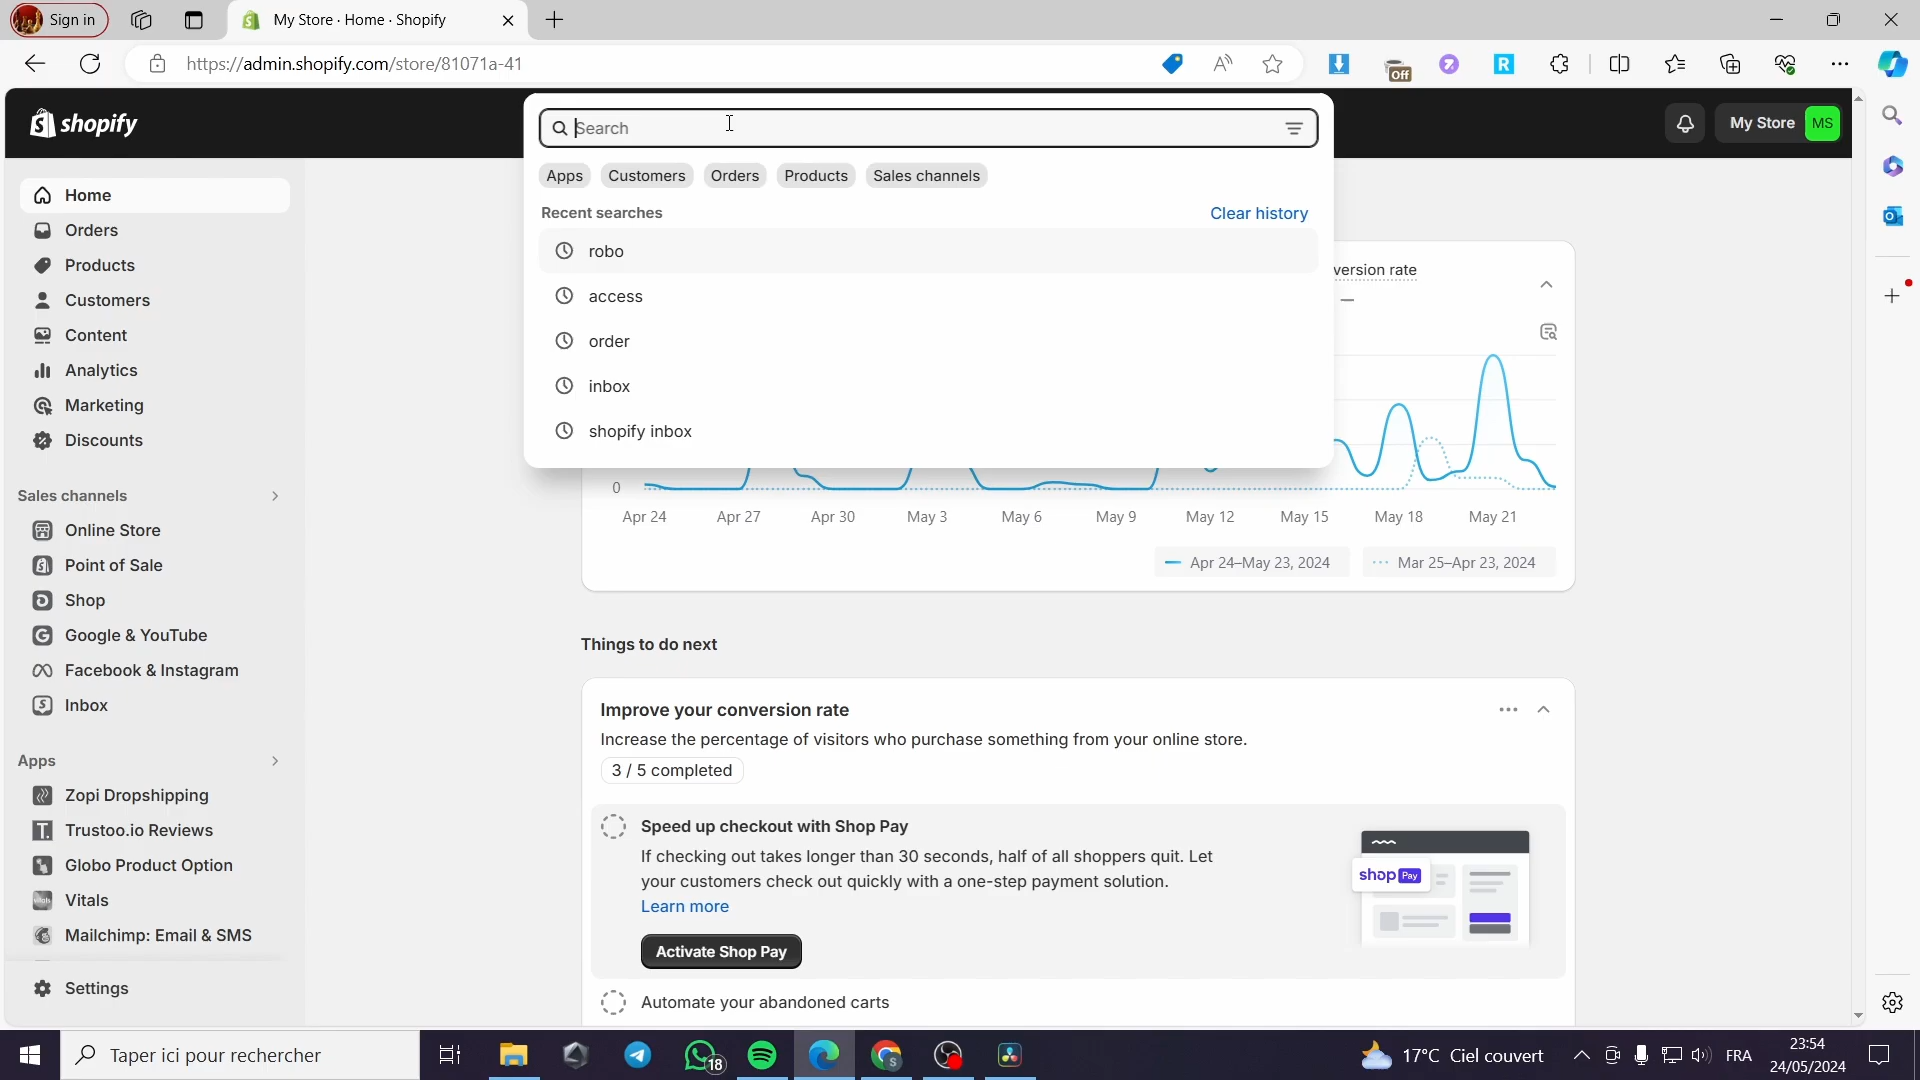 Sign in
My Store · Home · Shopify
https://admin.shopify.com/store/81071a-41
Off
shopify
Search
My Store MS
Apps Customers Orders Products Sales channels
Recent searches
Clear history
robo
access
order
inbox
shopify inbox
Home
Orders
Products
Customers
Content
Analytics
Marketing
Discounts
Sales channels
Online Store
Point of Sale
Shop
Google & YouTube
Facebook & Instagram
Inbox
Apps
Zopi Dropshipping
Trustoo.io Reviews
Globo Product Option
Vitals
Mailchimp: Email & SMS
Settings
version rate
—
0
Apr 24 Apr 27 Apr 30 May 3 May 6 May 9 May 12 May 15 May 18 May 21
Apr 24–May 23, 2024 Mar 25–Apr 23, 2024
Things to do next
Improve your conversion rate
Increase the percentage of visitors who purchase something from your online store.
3 / 5 completed
Speed up checkout with Shop Pay
If checking out takes longer than 30 seconds, half of all shoppers quit. Let
your customers check out quickly with a one-step payment solution.
Learn more
Activate Shop Pay
shop Pay
Automate your abandoned carts
Taper ici pour rechercher
18
17°C Ciel couvert
FRA
23:54
24/05/2024